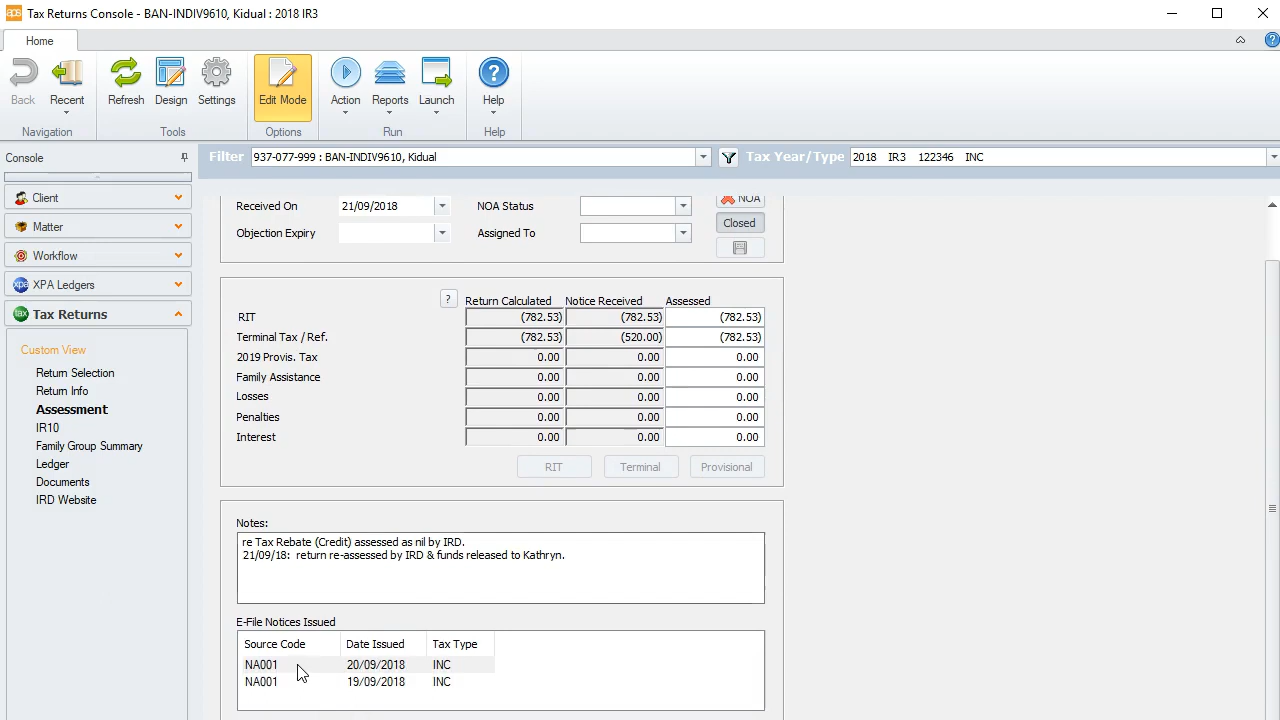 aps Tax Returns Console - BAN-INDIV9610, Kidual : 2018 IR3
Home
Back Recent Refresh Design Settings Edit Mode Action Reports Launch Help
Navigation Tools Options Run Help
Console
Filter 937-077-999 : BAN-INDIV9610, Kidual Tax Year/Type 2018 IR3 122346 INC
Client
Matter
Workflow
xpa XPA Ledgers
tax Tax Returns
Custom View
Return Selection
Return Info
Assessment
IR10
Family Group Summary
Ledger
Documents
IRD Website
Received On 21/09/2018 NOA Status NOA
Closed
Objection Expiry Assigned To
? Return Calculated Notice Received Assessed
RIT (782.53) (782.53) (782.53)
Terminal Tax / Ref. (782.53) (520.00) (782.53)
2019 Provis. Tax 0.00 0.00 0.00
Family Assistance 0.00 0.00 0.00
Losses 0.00 0.00 0.00
Penalties 0.00 0.00 0.00
Interest 0.00 0.00 0.00
RIT Terminal Provisional
Notes:
re Tax Rebate (Credit) assessed as nil by IRD.
21/09/18: return re-assessed by IRD & funds released to Kathryn.
E-File Notices Issued
Source Code Date Issued Tax Type
NA001 20/09/2018 INC
NA001 19/09/2018 INC